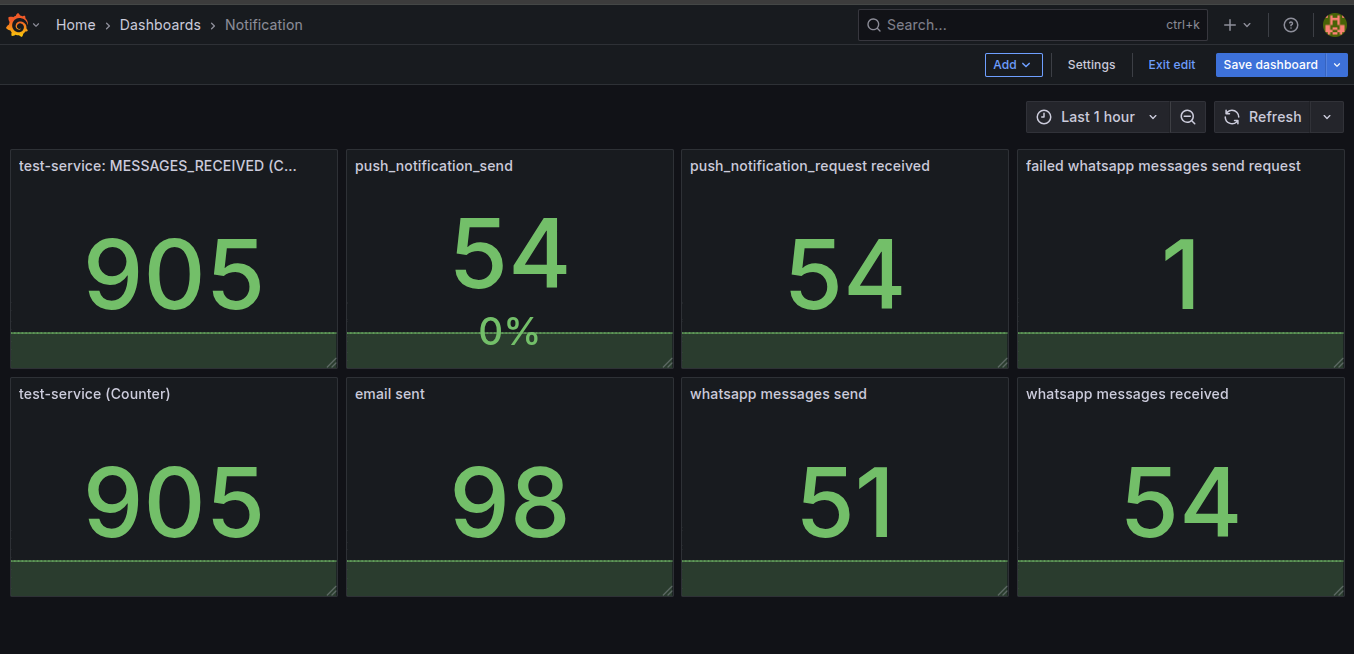 Home › Dashboards › Notification
Search... ctrl+k
Add Settings Exit edit Save dashboard
Last 1 hour Refresh
test-service: MESSAGES_RECEIVED (C...
905
push_notification_send
54
0%
push_notification_request received
54
failed whatsapp messages send request
1
test-service (Counter)
905
email sent
98
whatsapp messages send
51
whatsapp messages received
54